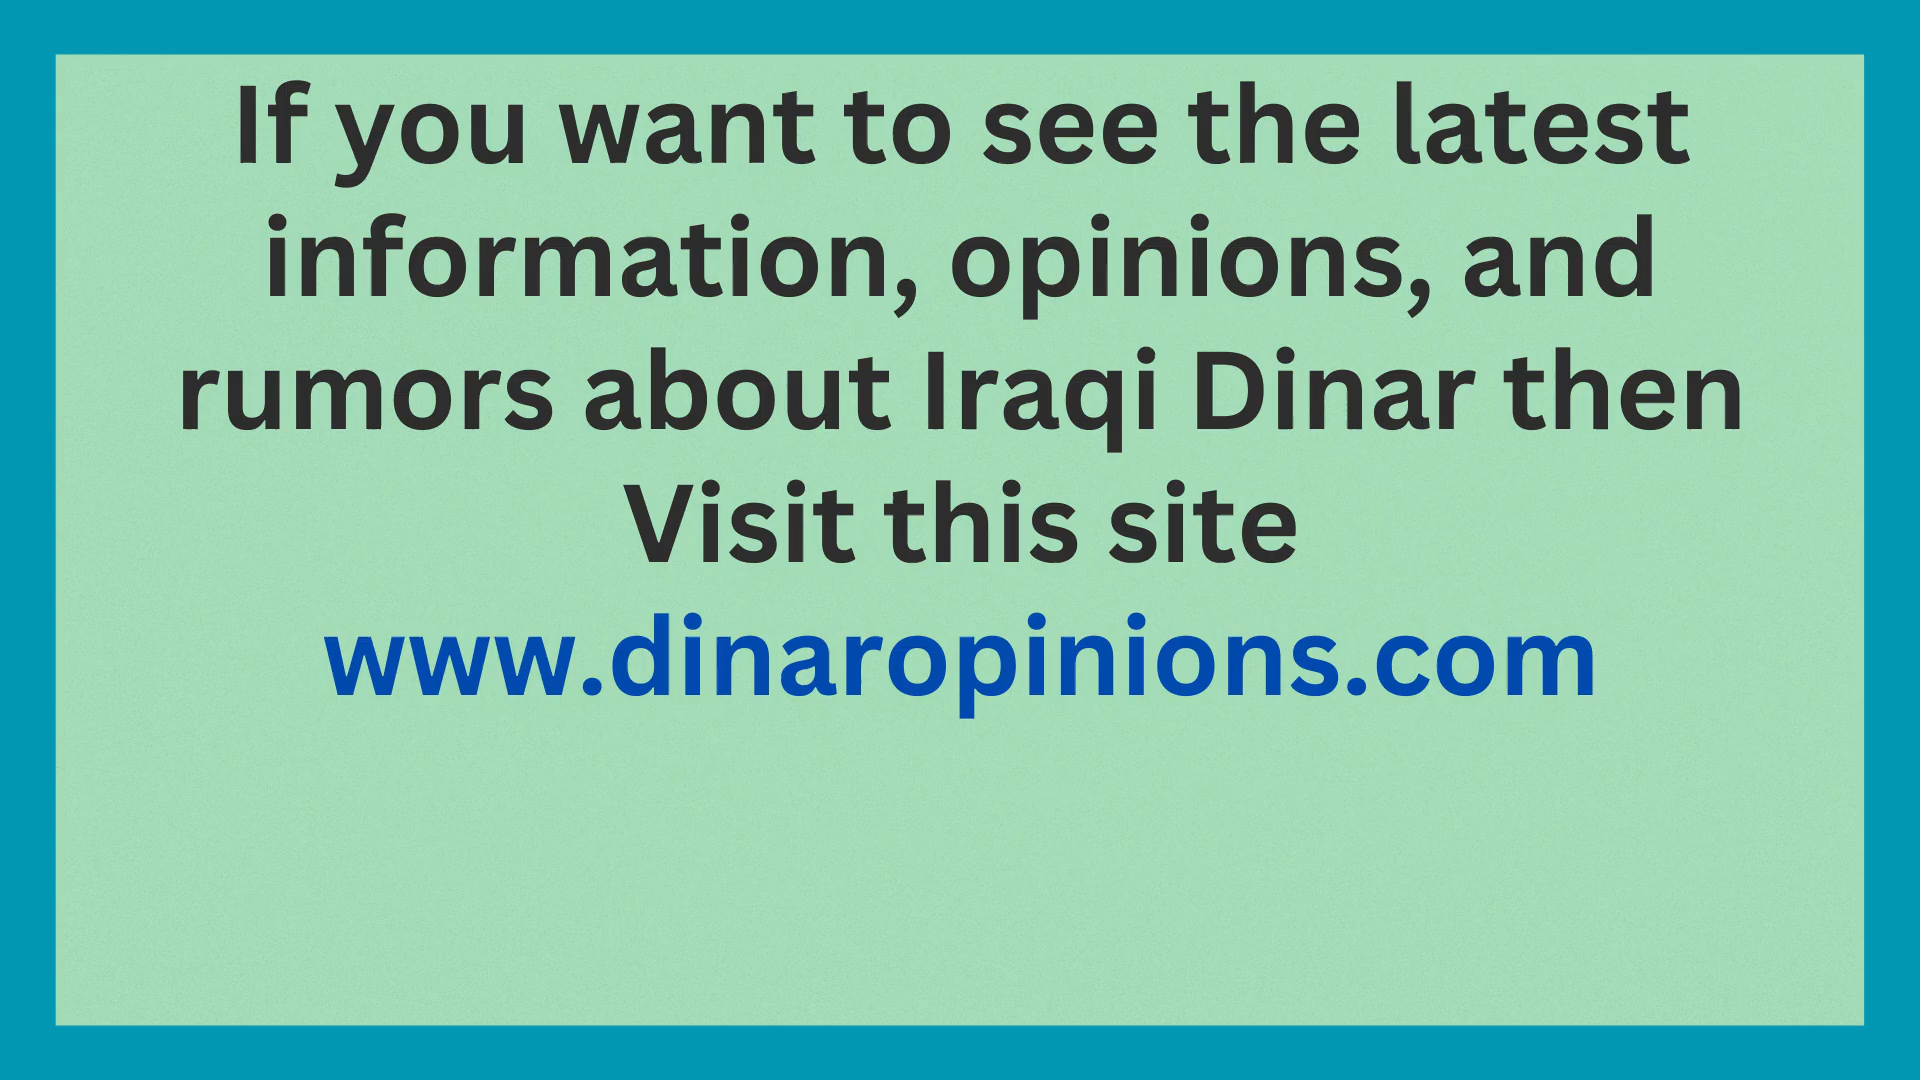 If you want to see the latest
information, opinions, and
rumors about Iraqi Dinar then
Visit this site
www.dinaropinions.com